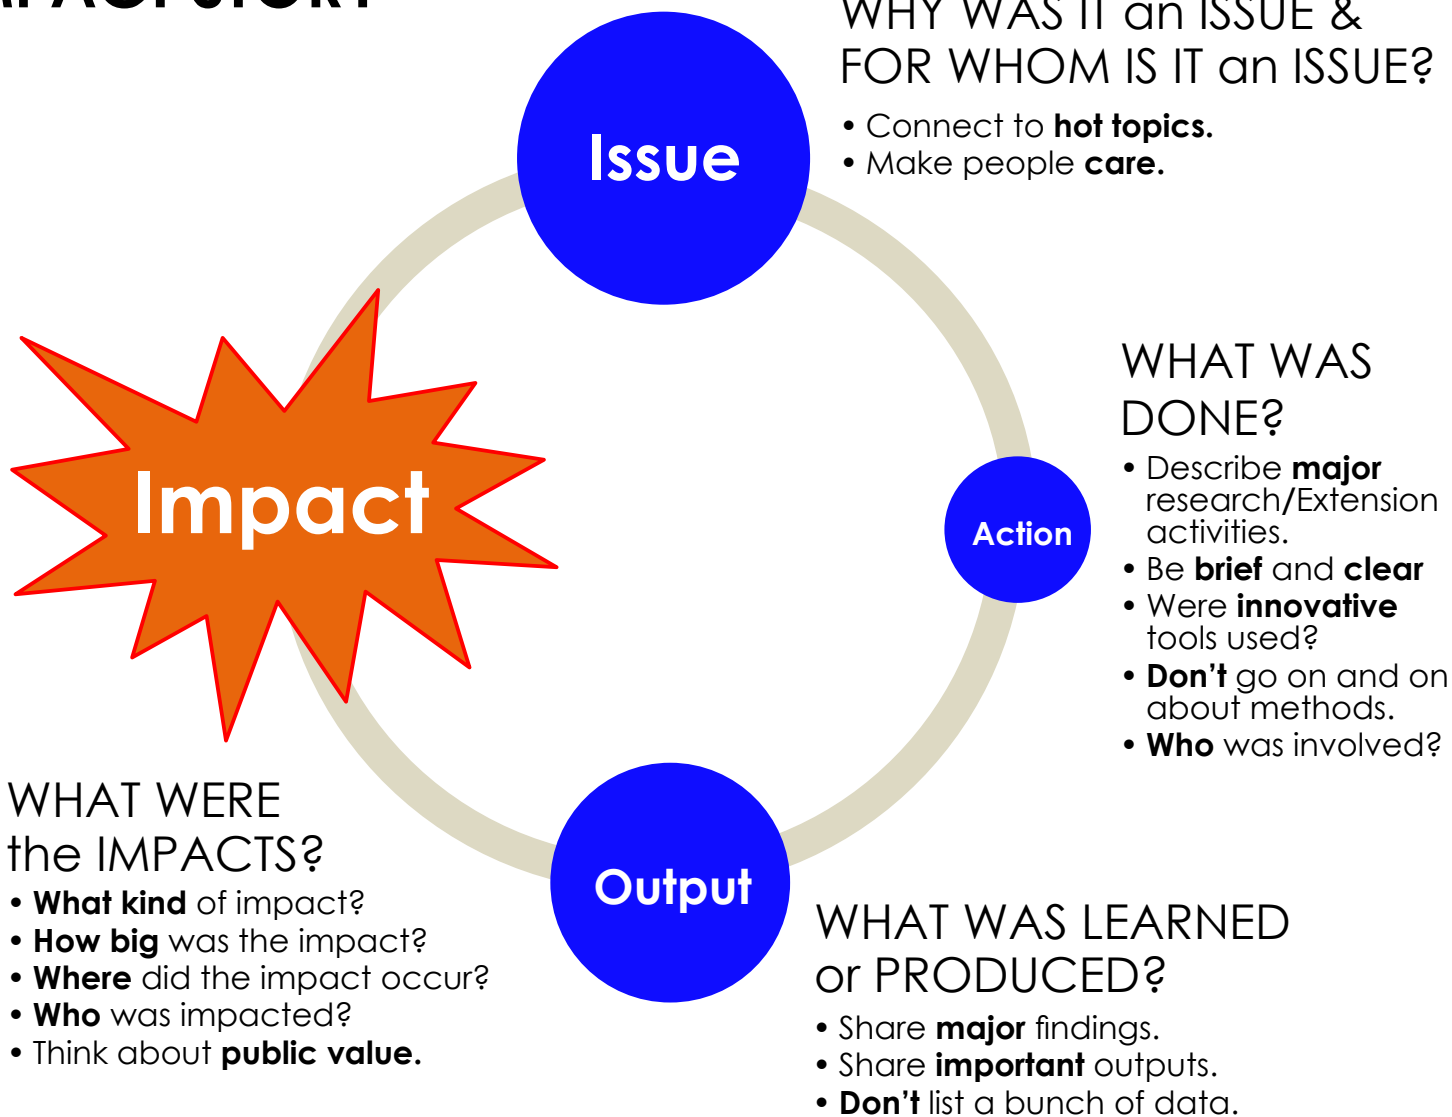 IMPACT STORY
WHY WAS IT an ISSUE &
FOR WHOM IS IT an ISSUE?
• Connect to hot topics.
• Make people care.
Issue
WHAT WAS
DONE?
• Describe major
research/Extension
activities.
• Be brief and clear
• Were innovative
tools used?
• Don’t go on and on
about methods.
• Who was involved?
Action
Impact
Output
WHAT WAS LEARNED
or PRODUCED?
• Share major findings.
• Share important outputs.
• Don’t list a bunch of data.
WHAT WERE
the IMPACTS?
• What kind of impact?
• How big was the impact?
• Where did the impact occur?
• Who was impacted?
• Think about public value.